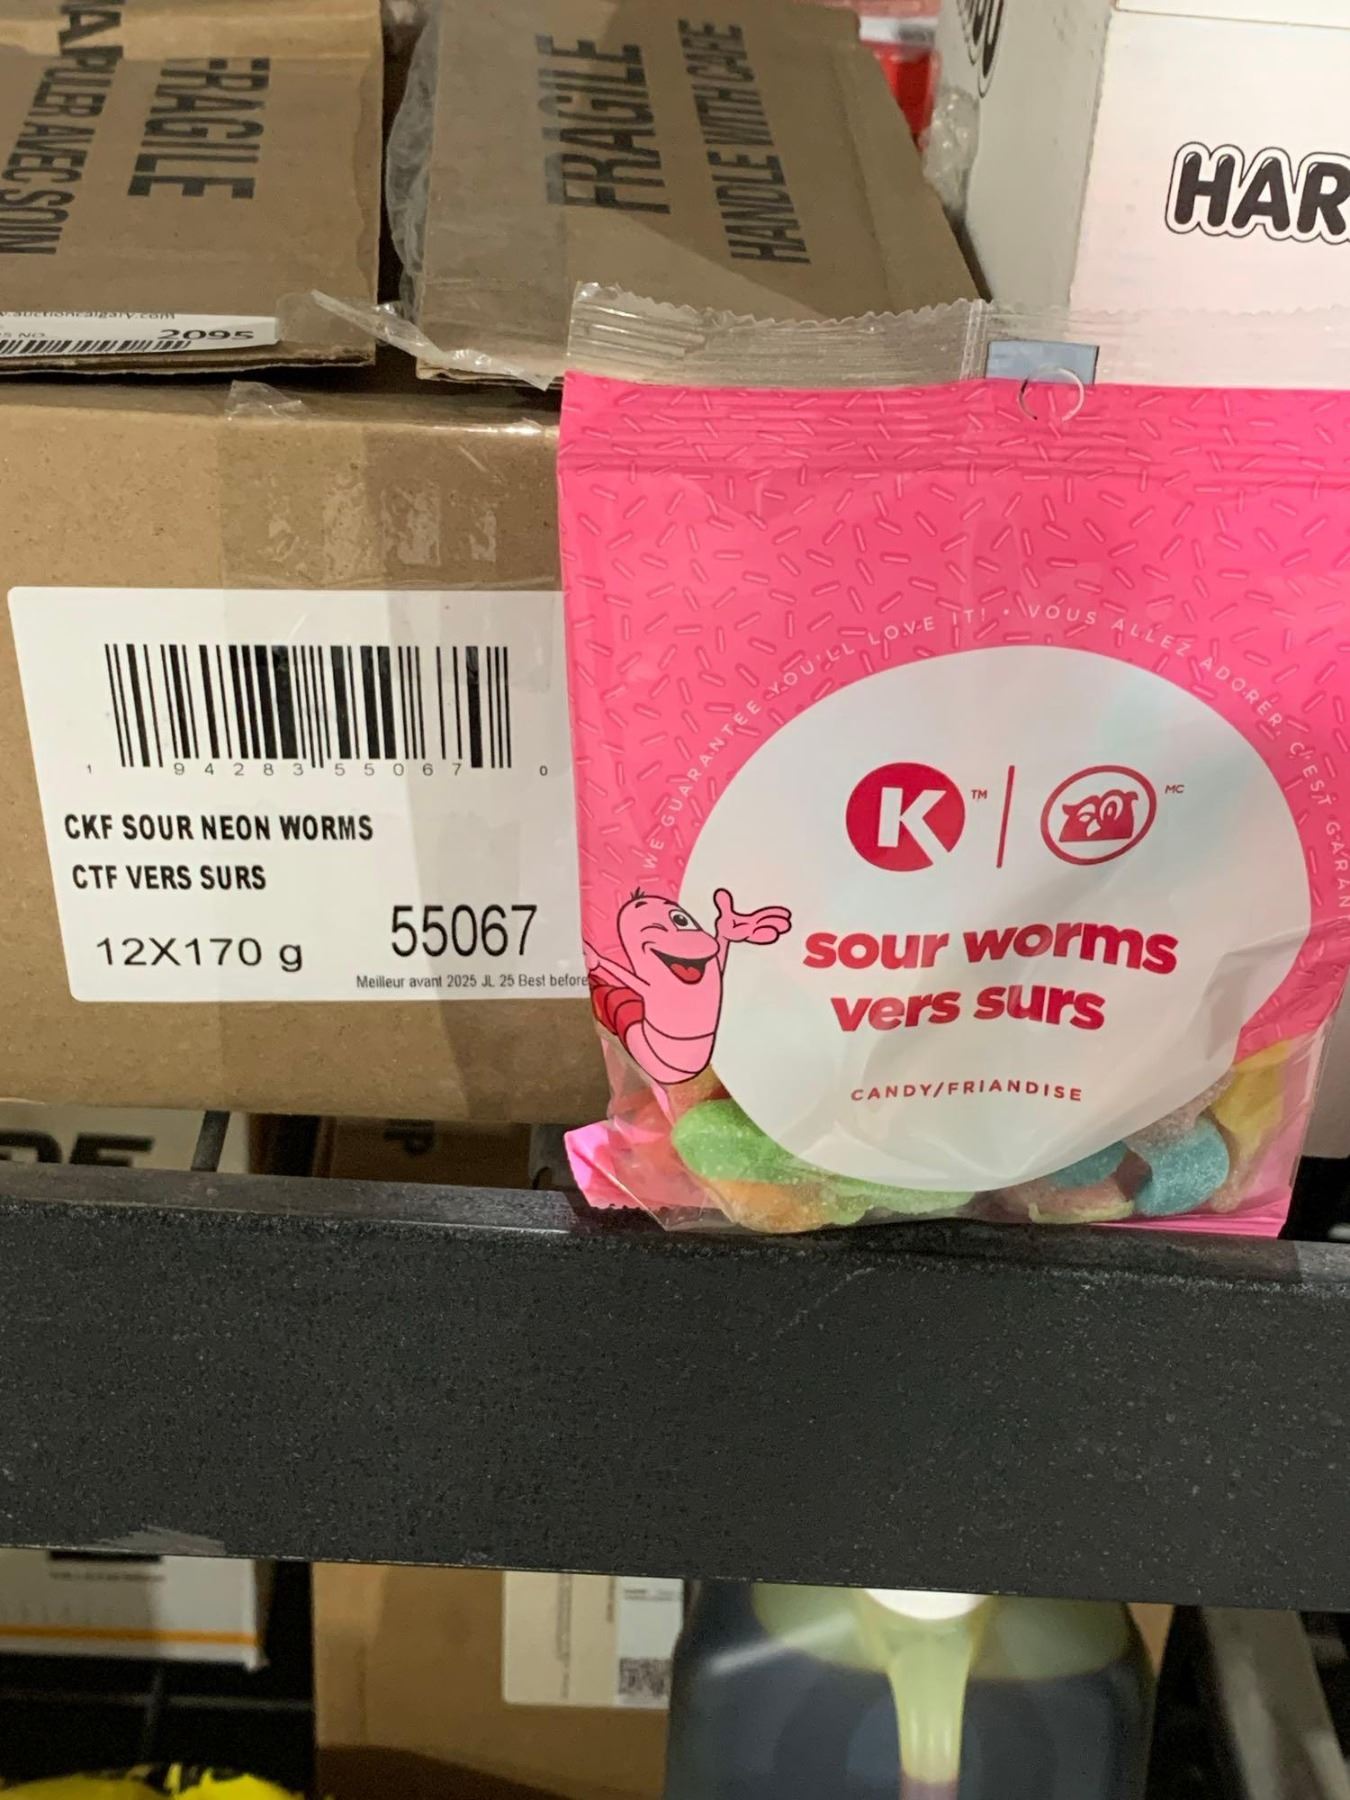 FRAGILE
FRAGILE
HANDLE WITH CARE
AVEC SOIN
HAR
2095
1 94283 55067 0
CKF SOUR NEON WORMS
CTF VERS SURS
12X170 g
55067
Meilleur avant 2025 JL 25 Best before
WE GUARANTEE YOU'LL LOVE IT! • VOUS ALLEZ ADORER, C'EST GARAN
K TM
MC
sour worms
vers surs
CANDY/FRIANDISE